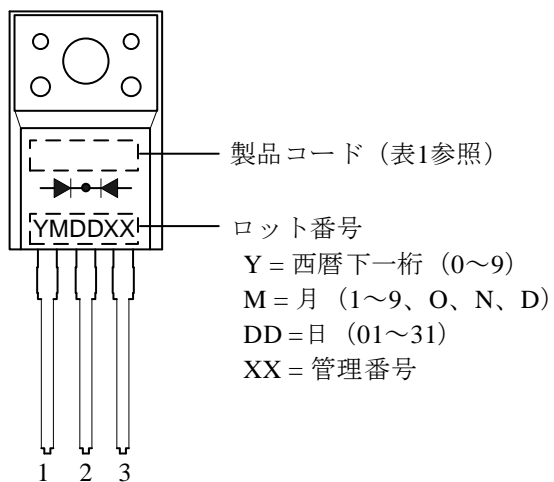 製品コード（表1参照）
YMDDXX
ロット番号
Y = 西暦下一桁（0～9）
M = 月（1～9、O、N、D）
DD =日（01～31）
XX = 管理番号
1 2 3